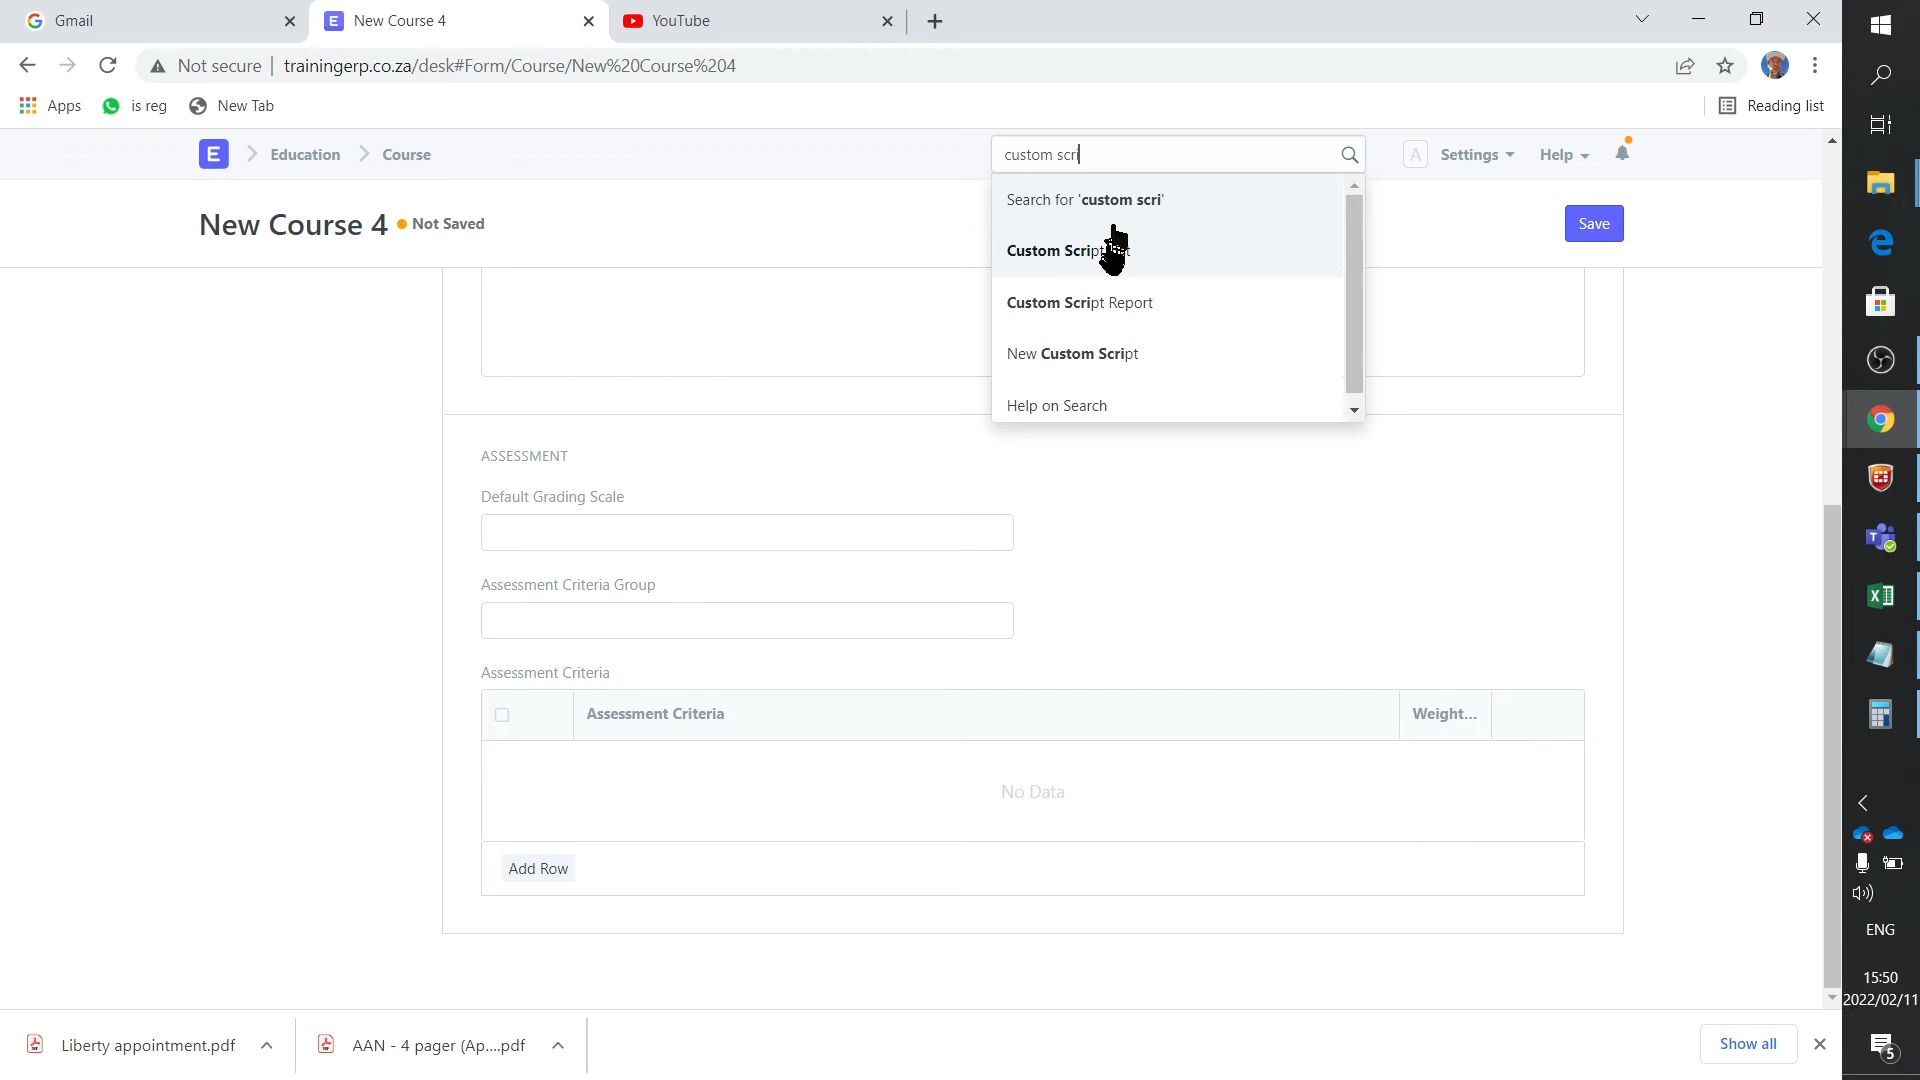 Gmail
New Course 4
YouTube
Not secure
trainingerp.co.za/desk#Form/Course/New%20Course%204
Apps
is reg
New Tab
Reading list
E
Education
Course
custom scri
A
Settings
Help
New Course 4
Not Saved
Save
Search for 'custom scri'
Custom Script
Custom Script Report
New Custom Script
Help on Search
ASSESSMENT
Default Grading Scale
Assessment Criteria Group
Assessment Criteria
Assessment Criteria
Weight...
No Data
Add Row
ENG
15:50
2022/02/11
Liberty appointment.pdf
AAN - 4 pager (Ap....pdf
Show all
5